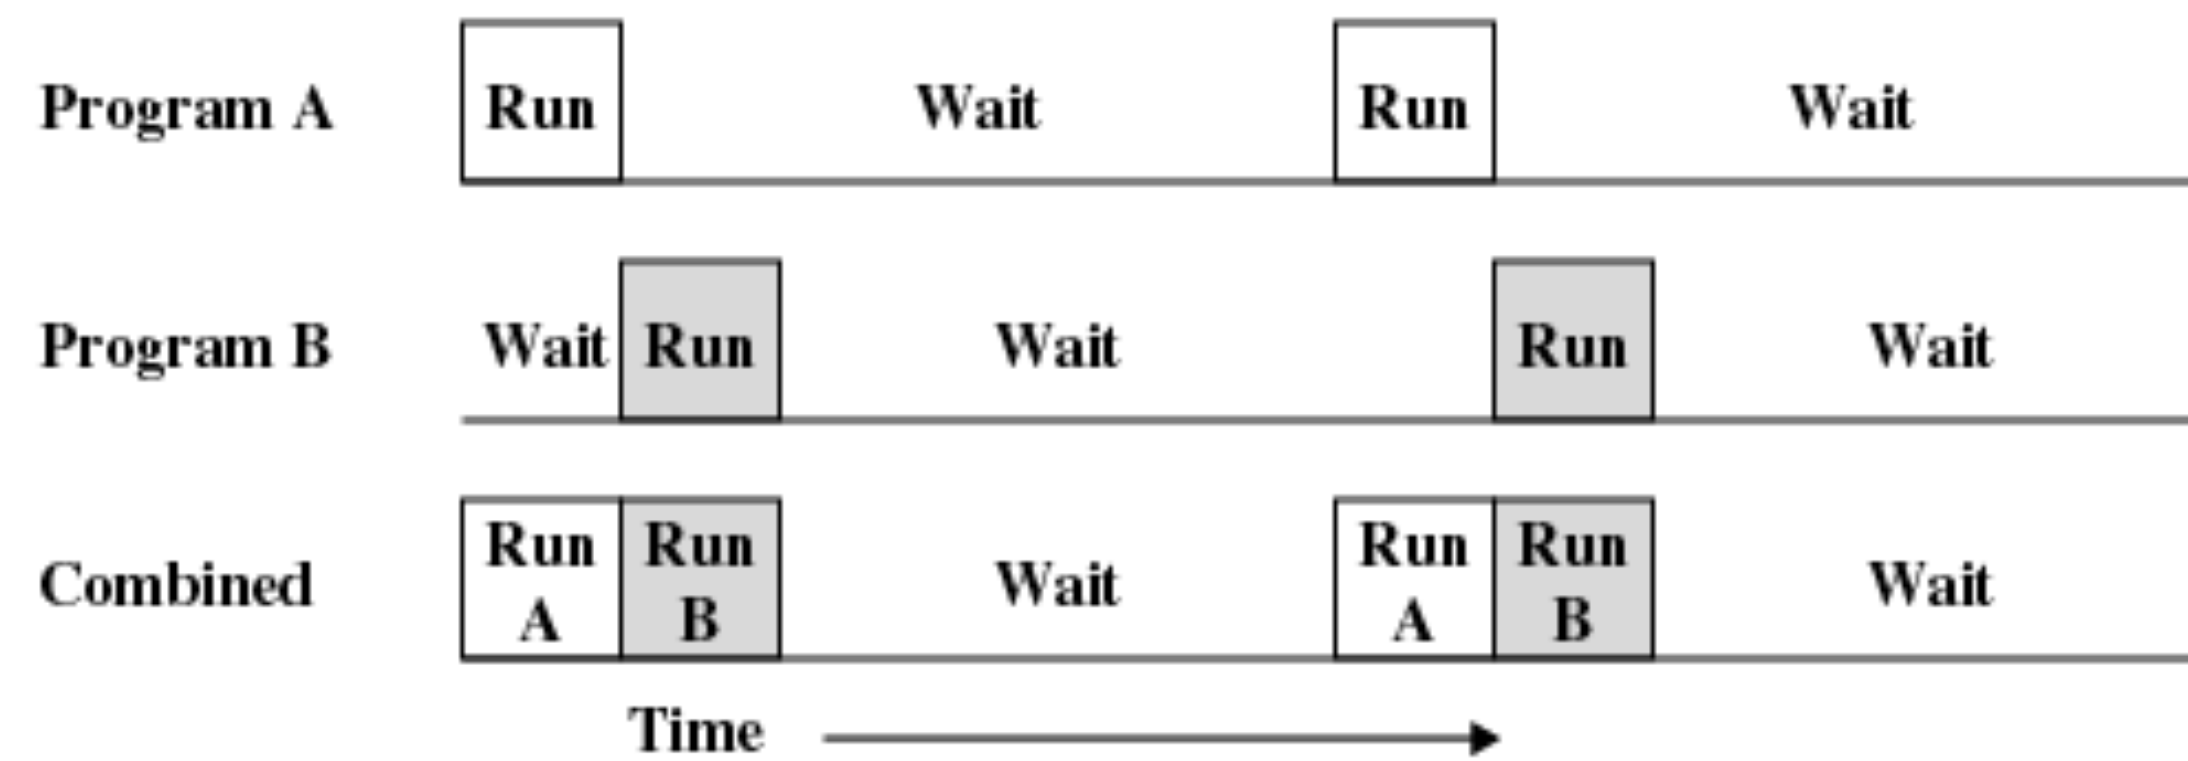 Program A Run Wait Run Wait
Program B Wait Run Wait Run Wait
Combined Run A Run B Wait Run A Run B Wait
Time